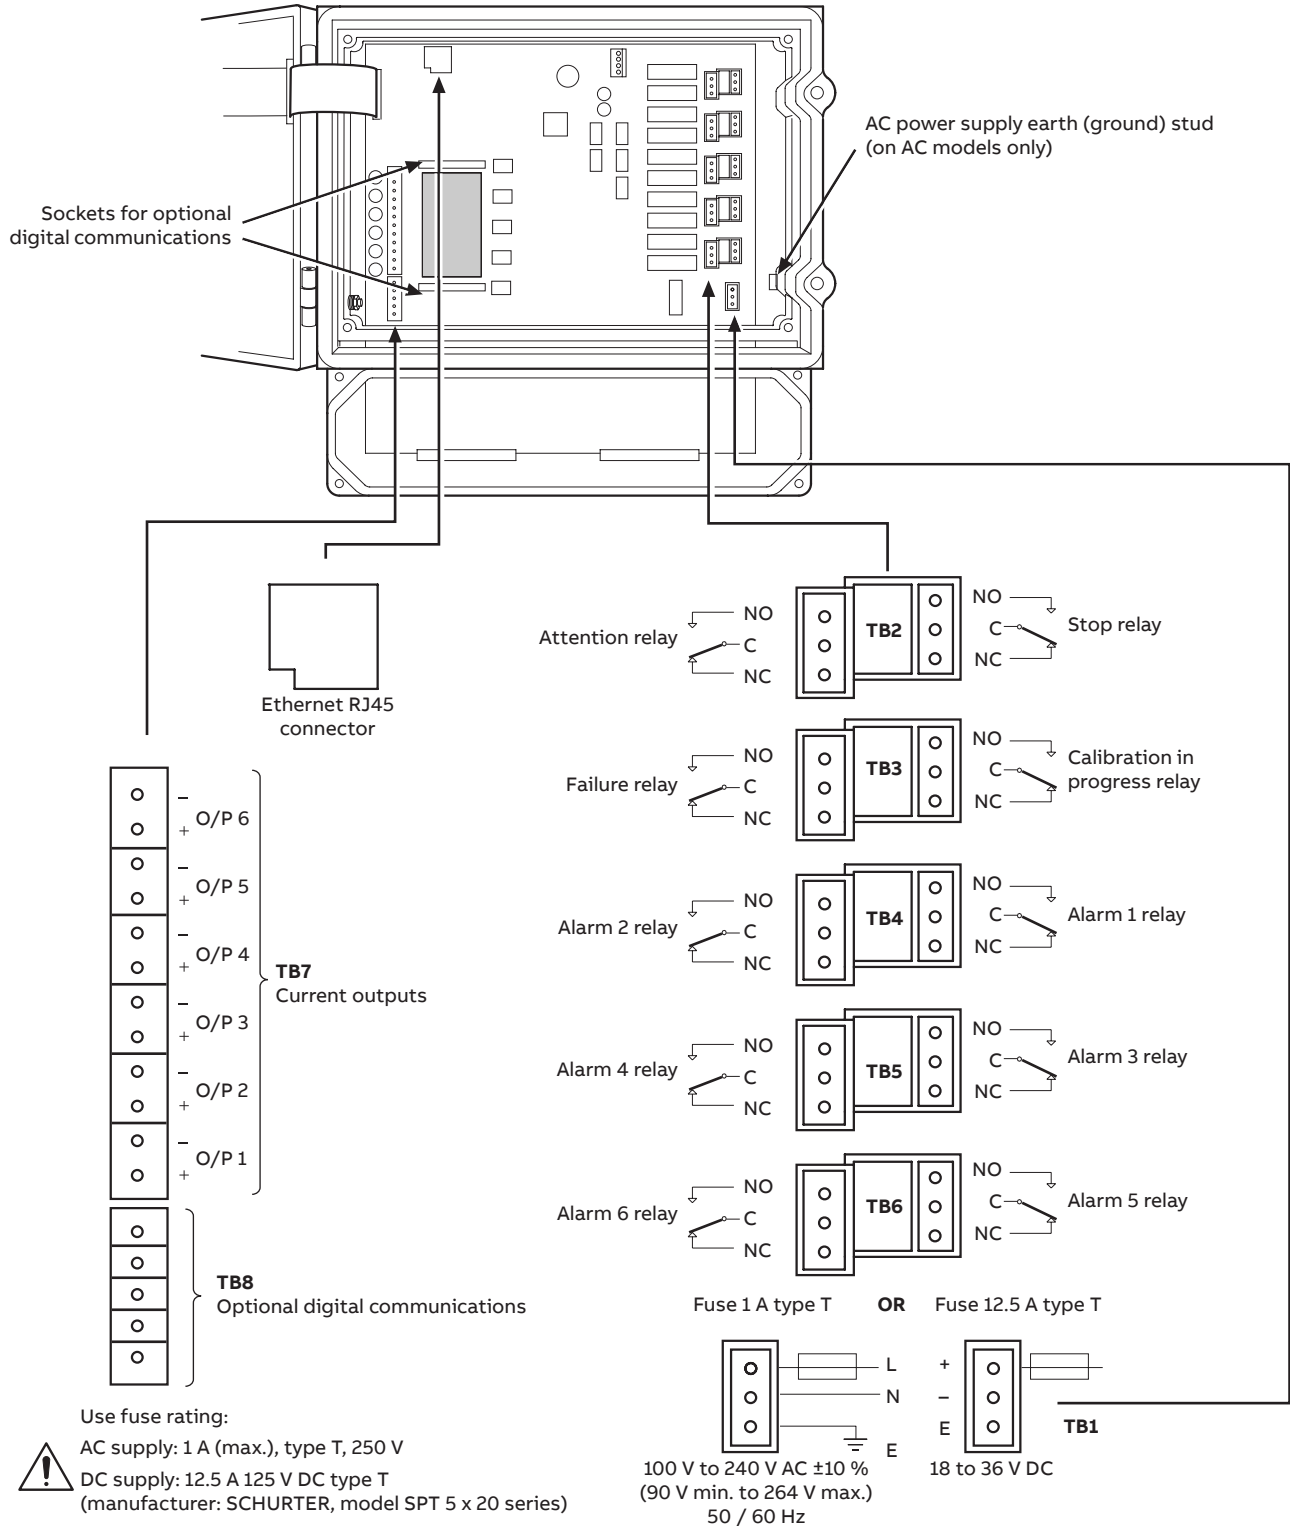 AC power supply earth (ground) stud
(on AC models only)
Sockets for optional
digital communications
Ethernet RJ45
connector
– O/P 6 +
– O/P 5 +
– O/P 4 +
– O/P 3 +
– O/P 2 +
– O/P 1 +
TB7
Current outputs
TB8
Optional digital communications
Attention relay
NO
C
NC
TB2
NO
C
NC
Stop relay
Failure relay
NO
C
NC
TB3
NO
C
NC
Calibration in
progress relay
Alarm 2 relay
NO
C
NC
TB4
NO
C
NC
Alarm 1 relay
Alarm 4 relay
NO
C
NC
TB5
NO
C
NC
Alarm 3 relay
Alarm 6 relay
NO
C
NC
TB6
NO
C
NC
Alarm 5 relay
Fuse 1 A type T OR Fuse 12.5 A type T
L
N
E
+
–
E
TB1
100 V to 240 V AC ±10 %
(90 V min. to 264 V max.)
50 / 60 Hz
18 to 36 V DC
Use fuse rating:
AC supply: 1 A (max.), type T, 250 V
DC supply: 12.5 A 125 V DC type T
(manufacturer: SCHURTER, model SPT 5 x 20 series)